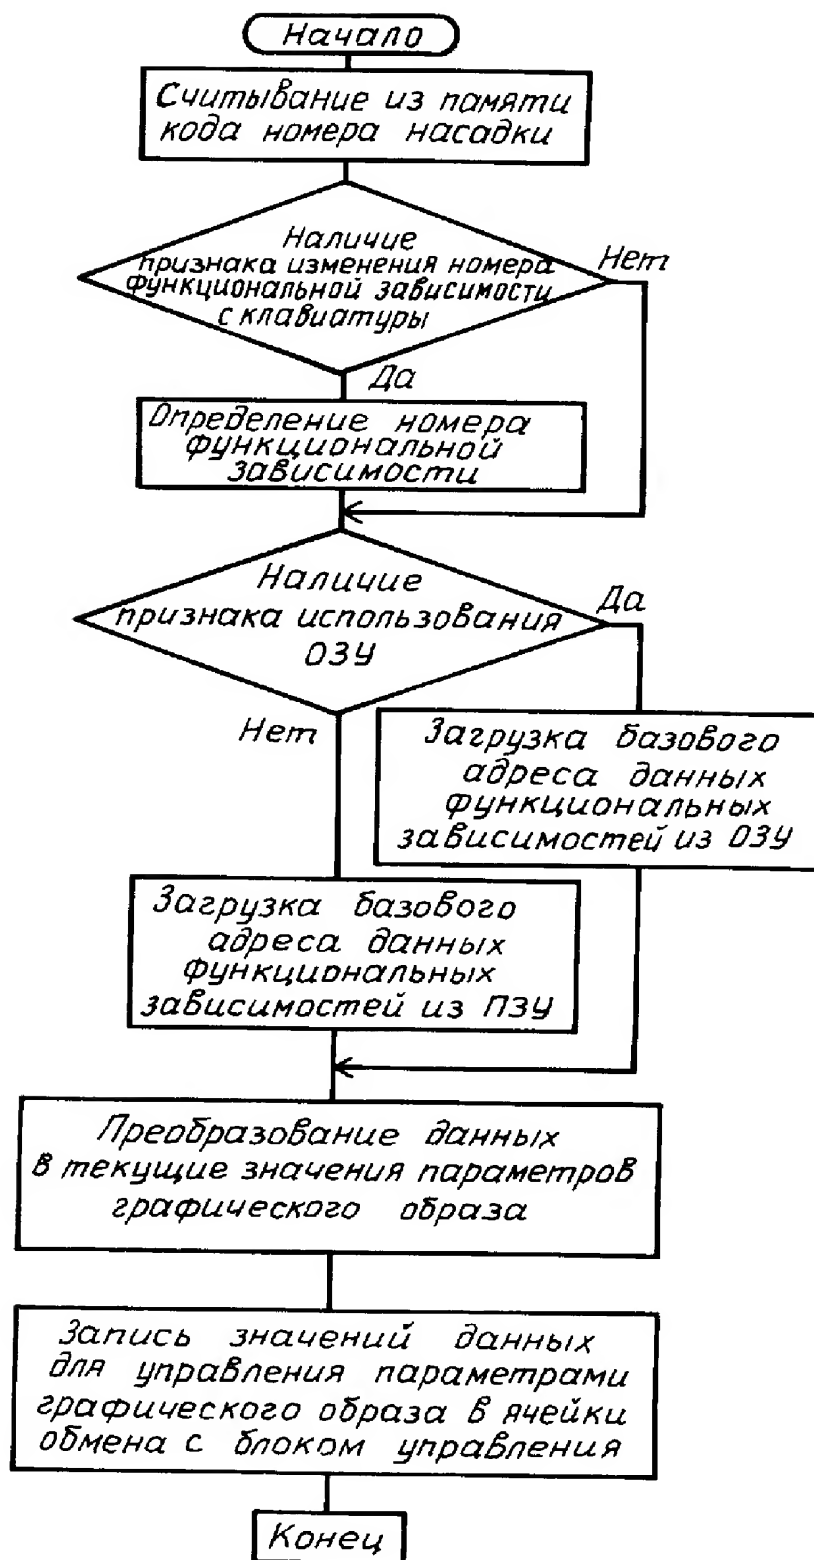 Начало
Считывание из памяти
кода номера насадки
Наличие
признака изменения номера
функциональной зависимости
с клавиатуры
Нет
Да
Определение номера
функциональной
зависимости
Наличие
признака использования
ОЗУ
Да
Нет
Загрузка базового
адреса данных
функциональных
зависимостей из ОЗУ
Загрузка базового
адреса данных
функциональных
зависимостей из ПЗУ
Преобразование данных
в текущие значения параметров
графического образа
Запись значений данных
для управления параметрами
графического образа в ячейки
обмена с блоком управления
Конец